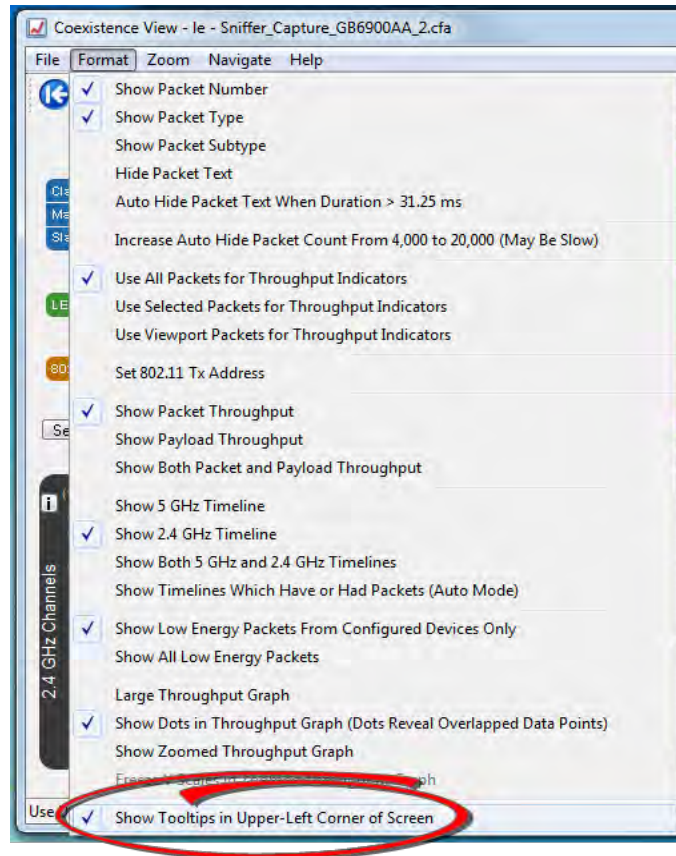 Coexistence View - le - Sniffer_Capture_GB6900AA_2.cfa
File Format Zoom Navigate Help
Show Packet Number
Show Packet Type
Show Packet Subtype
Hide Packet Text
Auto Hide Packet Text When Duration > 31.25 ms
Cla
Ma
Sla
Increase Auto Hide Packet Count From 4,000 to 20,000 (May Be Slow)
Use All Packets for Throughput Indicators
LE
Use Selected Packets for Throughput Indicators
Use Viewport Packets for Throughput Indicators
80
Set 802.11 Tx Address
Show Packet Throughput
Se
Show Payload Throughput
Show Both Packet and Payload Throughput
i
Show 5 GHz Timeline
Show 2.4 GHz Timeline
Show Both 5 GHz and 2.4 GHz Timelines
Show Timelines Which Have or Had Packets (Auto Mode)
2.4 GHz Channels
Show Low Energy Packets From Configured Devices Only
Show All Low Energy Packets
Large Throughput Graph
Show Dots in Throughput Graph (Dots Reveal Overlapped Data Points)
Show Zoomed Throughput Graph
Use
Show Tooltips in Upper-Left Corner of Screen